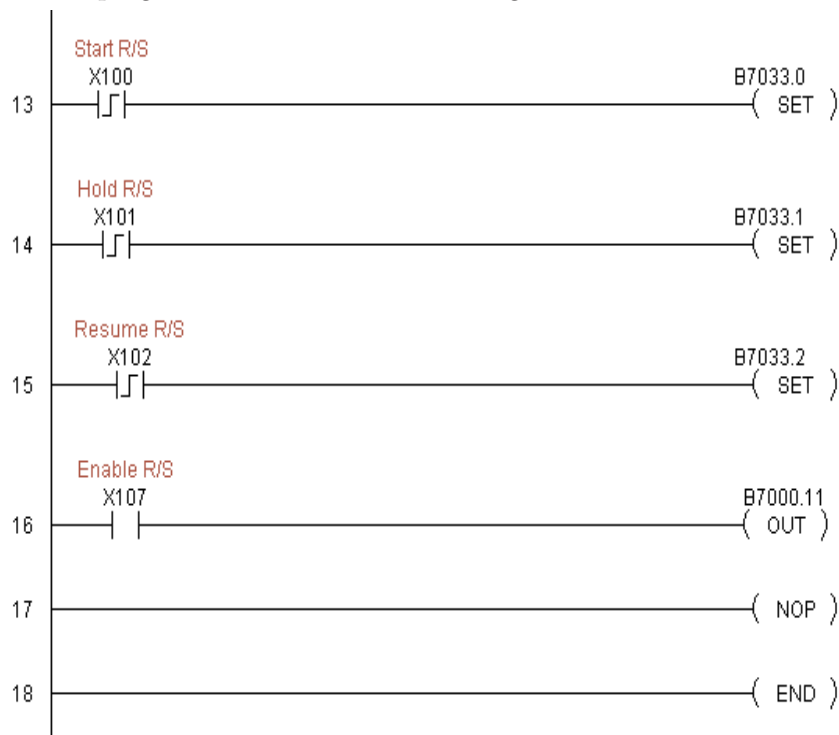 Start R/S
X100 B7033.0
13 ( SET )
Hold R/S
X101 B7033.1
14 ( SET )
Resume R/S
X102 B7033.2
15 ( SET )
Enable R/S
X107 B7000.11
16 ( OUT )
17 ( NOP )
18 ( END )